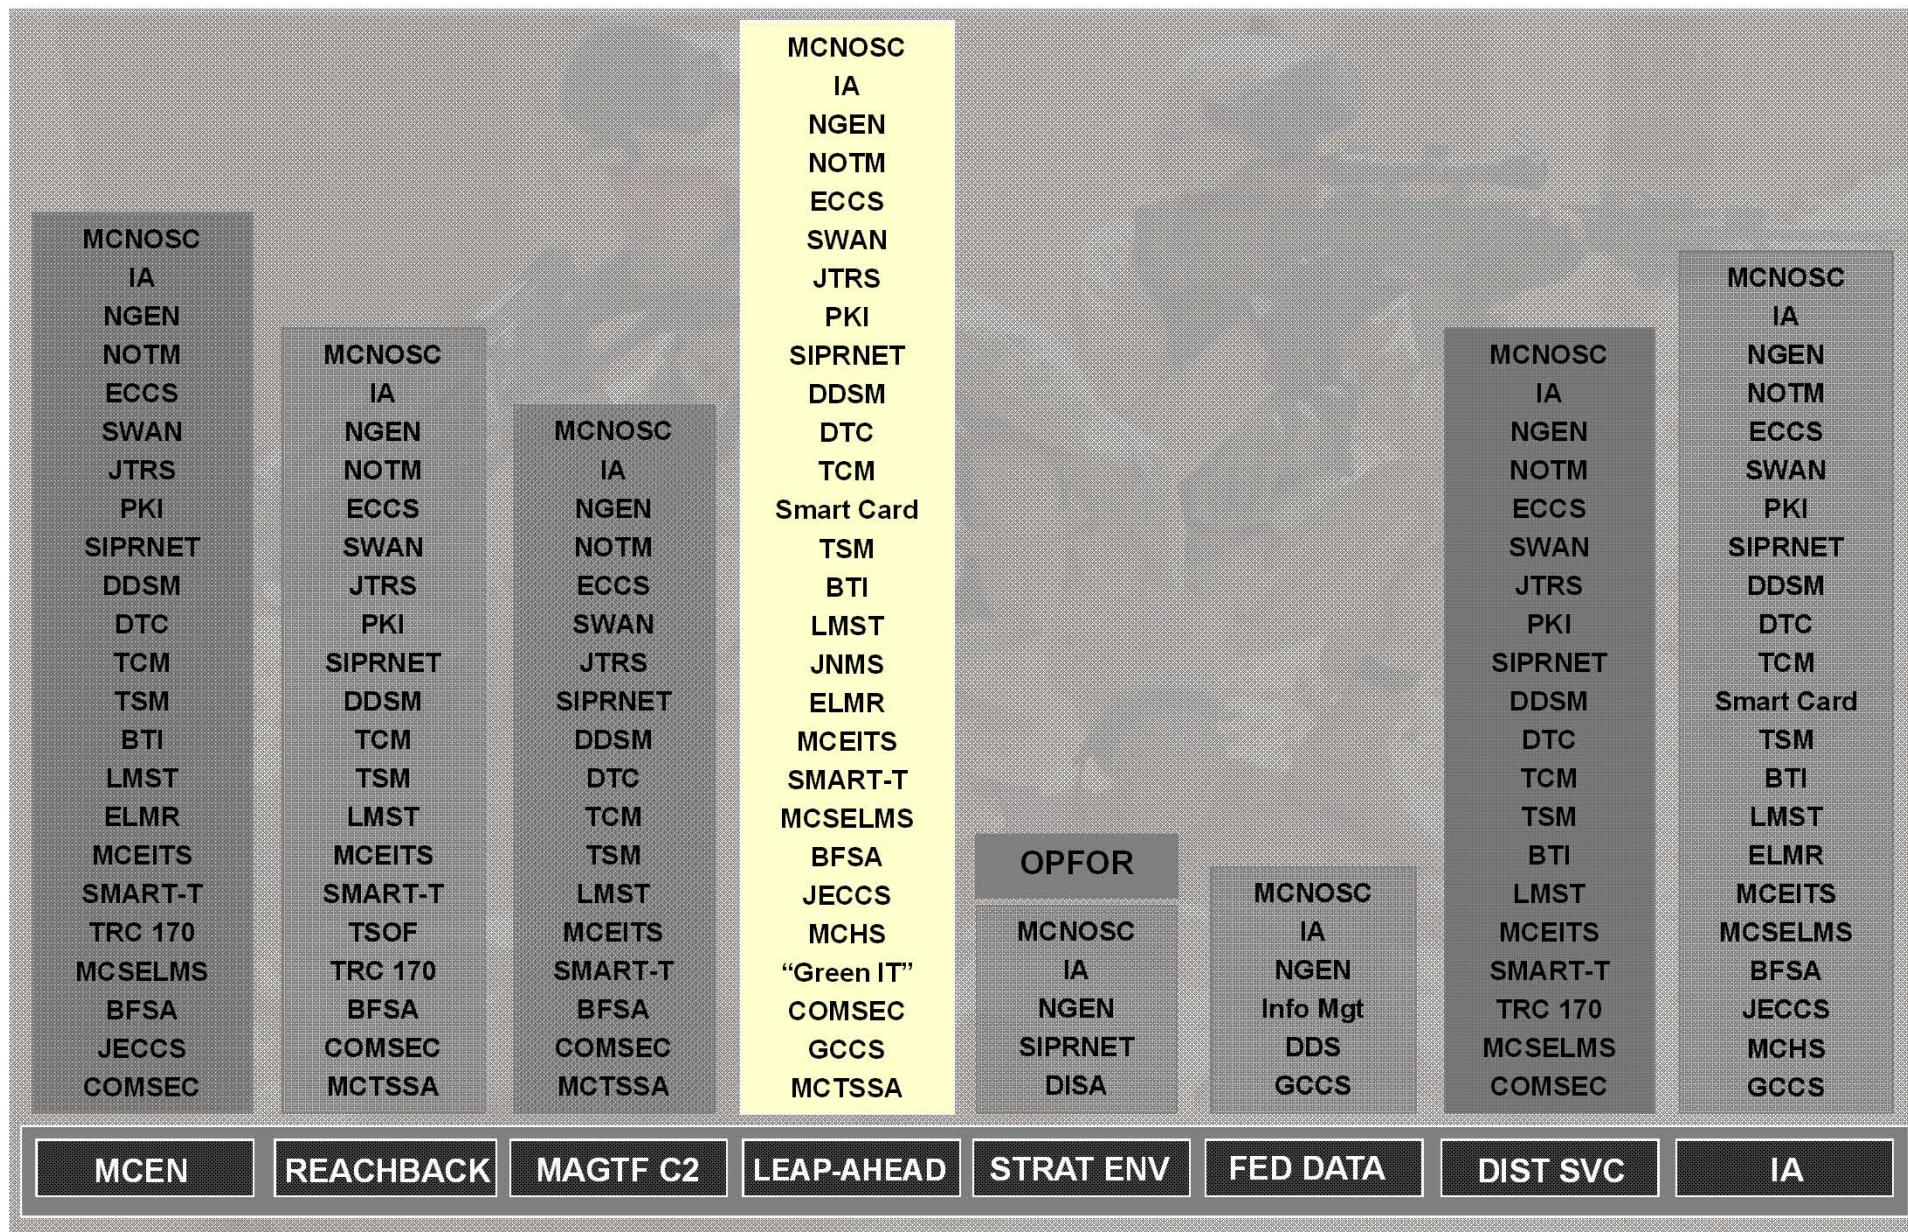 MCNOSC
IA
NGEN
NOTM
ECCS
SWAN
JTRS
PKI
SIPRNET
DDSM
DTC
TCM
TSM
BTI
LMST
ELMR
MCEITS
SMART-T
TRC 170
MCSELMS
BFSA
JECCS
COMSEC
MCEN
MCNOSC
IA
NGEN
NOTM
ECCS
SWAN
JTRS
PKI
SIPRNET
DDSM
TCM
TSM
LMST
MCEITS
SMART-T
TSOF
TRC 170
BFSA
COMSEC
MCTSSA
REACHBACK
MCNOSC
IA
NGEN
NOTM
ECCS
SWAN
JTRS
SIPRNET
DDSM
DTC
TCM
TSM
LMST
MCEITS
SMART-T
BFSA
COMSEC
MCTSSA
MAGTF C2
MCNOSC
IA
NGEN
NOTM
ECCS
SWAN
JTRS
PKI
SIPRNET
DDSM
DTC
TCM
Smart Card
TSM
BTI
LMST
JNMS
ELMR
MCEITS
SMART-T
MCSELMS
BFSA
JECCS
MCHS
“Green IT”
COMSEC
GCCS
MCTSSA
LEAP-AHEAD
OPFOR
MCNOSC
IA
NGEN
SIPRNET
DISA
STRAT ENV
MCNOSC
IA
NGEN
Info Mgt
DDS
GCCS
FED DATA
MCNOSC
IA
NGEN
NOTM
ECCS
SWAN
JTRS
PKI
SIPRNET
DDSM
DTC
TCM
TSM
BTI
LMST
MCEITS
SMART-T
TRC 170
MCSELMS
COMSEC
DIST SVC
MCNOSC
IA
NGEN
NOTM
ECCS
SWAN
PKI
SIPRNET
DDSM
DTC
TCM
Smart Card
TSM
BTI
LMST
ELMR
MCEITS
MCSELMS
BFSA
JECCS
MCHS
GCCS
IA